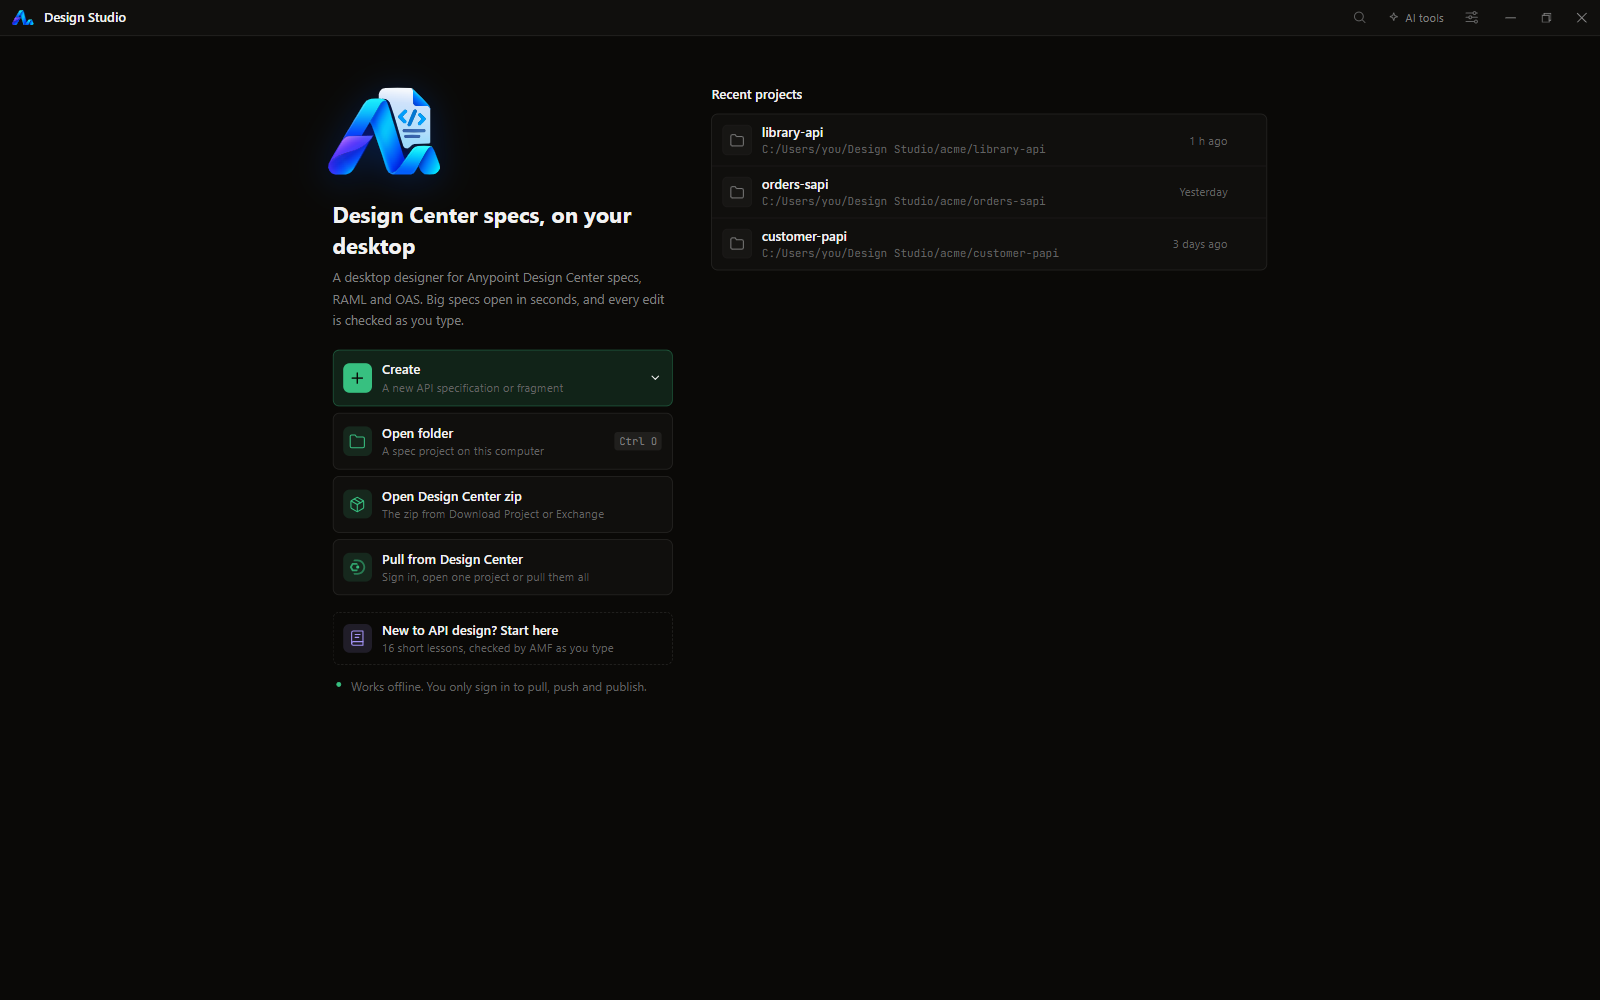 Design Studio
AI tools
Design Center specs, on your
desktop
A desktop designer for Anypoint Design Center specs,
RAML and OAS. Big specs open in seconds, and every edit
is checked as you type.
Create
A new API specification or fragment
Open folder
A spec project on this computer
Ctrl O
Open Design Center zip
The zip from Download Project or Exchange
Pull from Design Center
Sign in, open one project or pull them all
New to API design? Start here
16 short lessons, checked by AMF as you type
Works offline. You only sign in to pull, push and publish.
Recent projects
library-api
C:/Users/you/Design Studio/acme/library-api
1 h ago
orders-sapi
C:/Users/you/Design Studio/acme/orders-sapi
Yesterday
customer-papi
C:/Users/you/Design Studio/acme/customer-papi
3 days ago